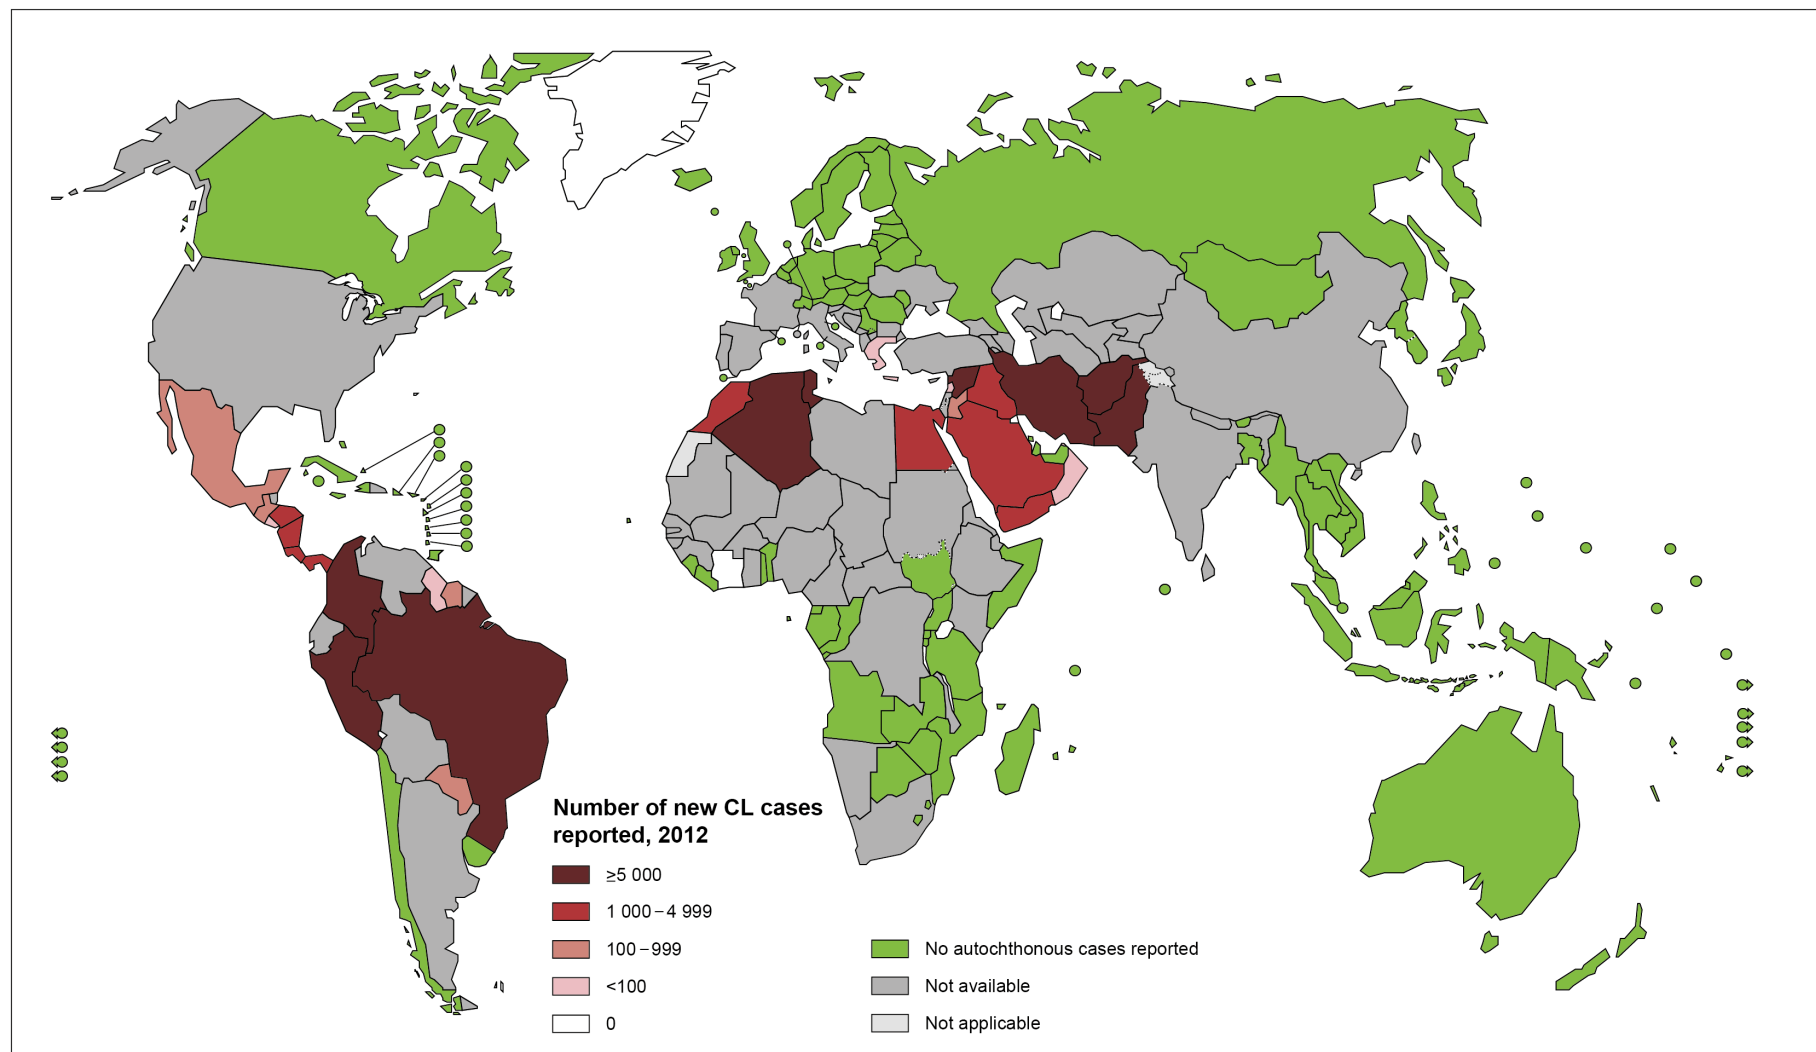 Number of new CL cases
reported, 2012
≥5 000
1 000–4 999
100–999
<100
0
No autochthonous cases reported
Not available
Not applicable